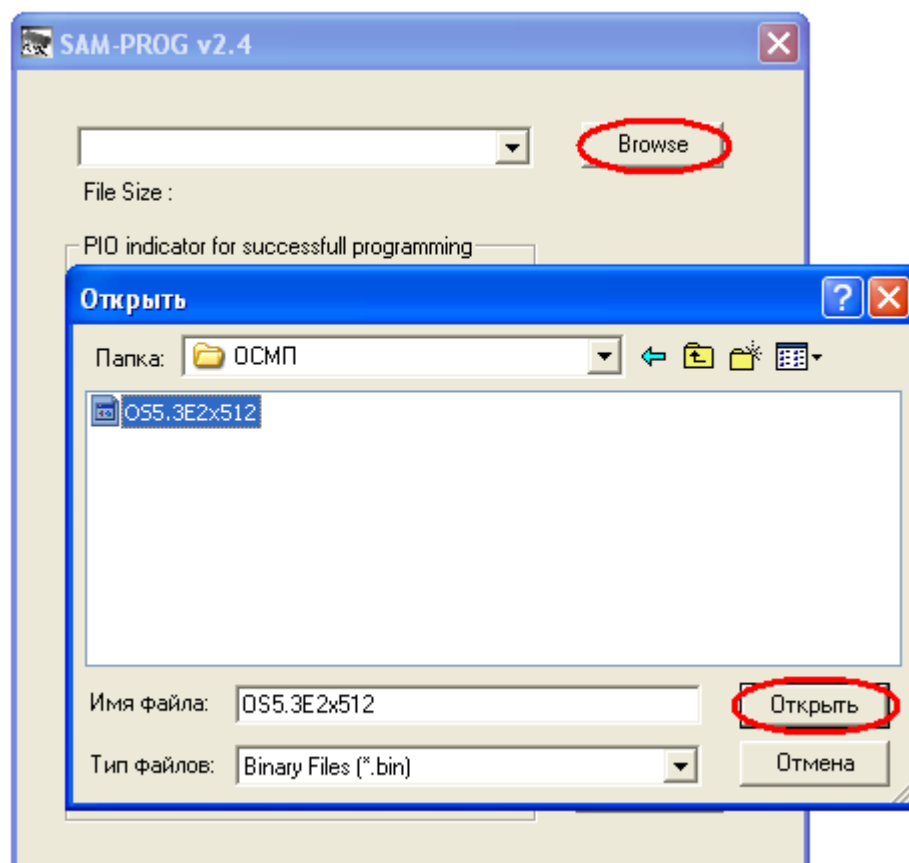 SAM-PROG v2.4
Browse
File Size :
PIO indicator for successfull programming
Открыть
Папка: ОСМП
OS5.3E2x512
Имя файла: OS5.3E2x512
Открыть
Тип файлов: Binary Files (*.bin)
Отмена